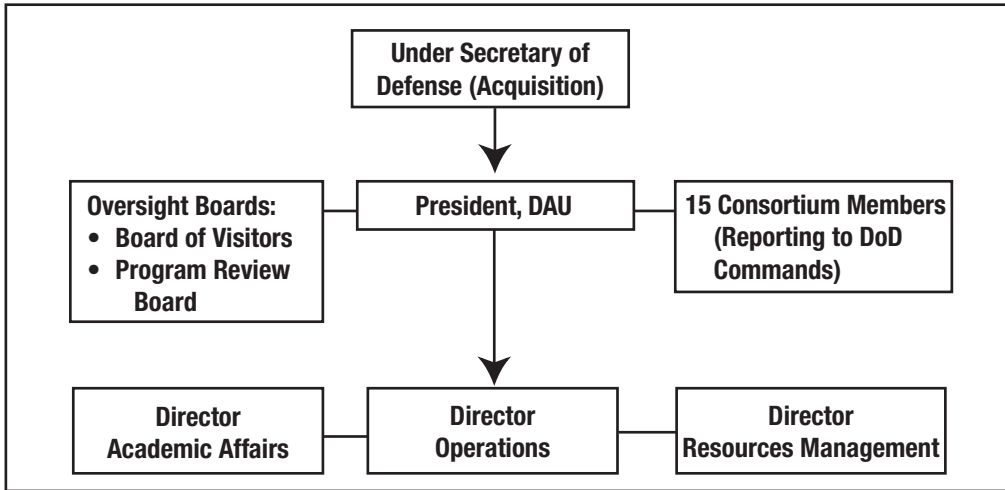 Under Secretary of
Defense (Acquisition)
Oversight Boards:
• Board of Visitors
• Program Review
Board
President, DAU
15 Consortium Members
(Reporting to DoD
Commands)
Director
Academic Affairs
Director
Operations
Director
Resources Management